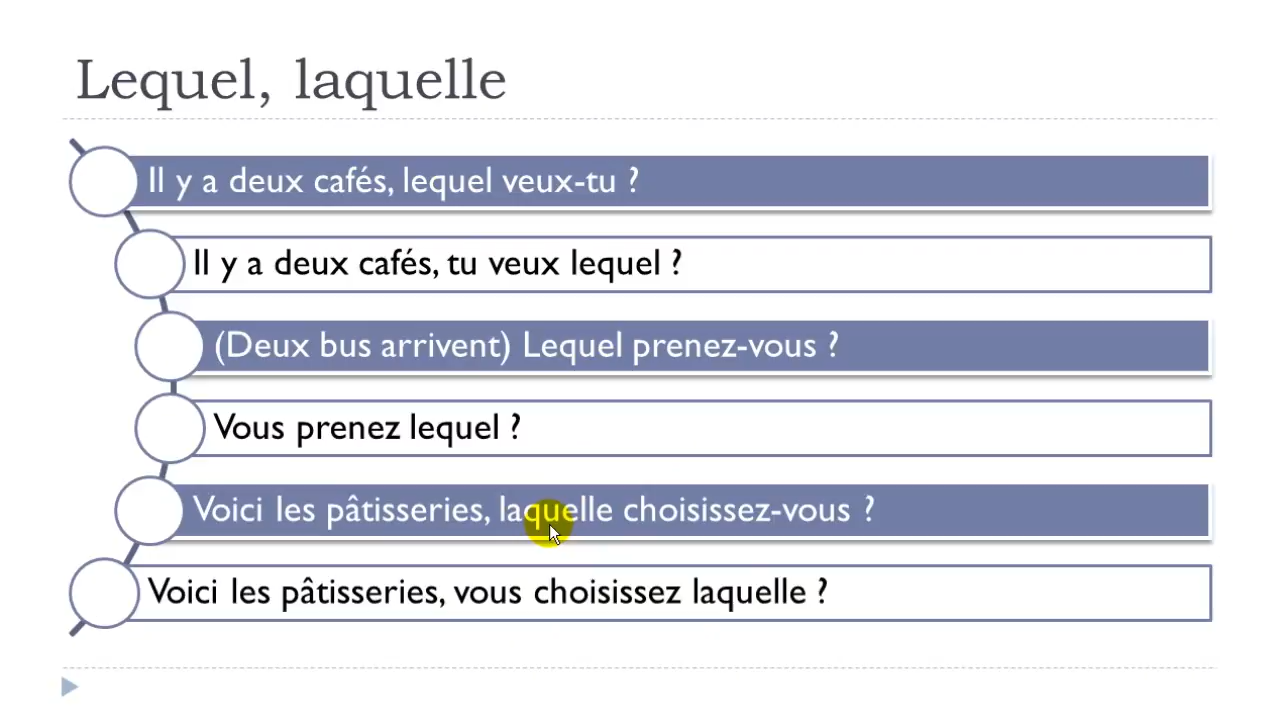 Lequel, laquelle
Il y a deux cafés, lequel veux-tu ?
Il y a deux cafés, tu veux lequel ?
(Deux bus arrivent) Lequel prenez-vous ?
Vous prenez lequel ?
Voici les pâtisseries, laquelle choisissez-vous ?
Voici les pâtisseries, vous choisissez laquelle ?